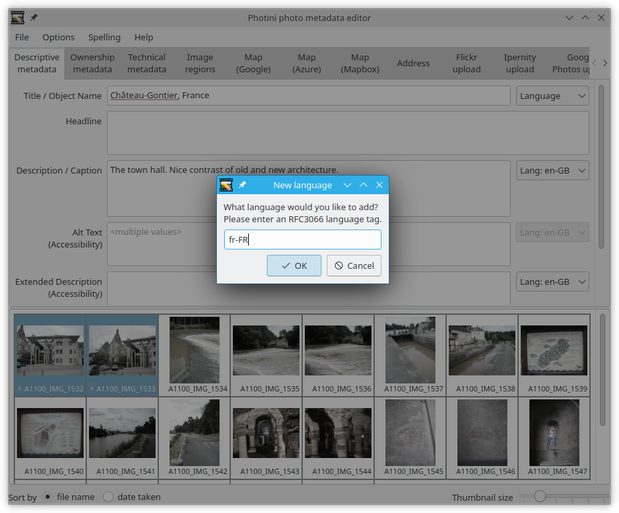 Photini photo metadata editor
File Options Spelling Help
Descriptive metadata
Ownership metadata
Technical metadata
Image regions
Map (Google)
Map (Azure)
Map (Mapbox)
Address
Flickr upload
Ipernity upload
Goog
Photos u
Title / Object Name Château-Gontier, France Language
Headline
Description / Caption The town hall. Nice contrast of old and new architecture. Lang: en-GB
New language
What language would you like to add?
Please enter an RFC3066 language tag.
fr-FR
OK Cancel
Alt Text (Accessibility) <multiple values> Lang: en-GB
Extended Description (Accessibility) Lang: en-GB
A1100_IMG_1532 A1100_IMG_1533 A1100_IMG_1534 A1100_IMG_1535 A1100_IMG_1536 A1100_IMG_1537 A1100_IMG_1538 A1100_IMG_1539
A1100_IMG_1540 A1100_IMG_1541 A1100_IMG_1542 A1100_IMG_1543 A1100_IMG_1544 A1100_IMG_1545 A1100_IMG_1546 A1100_IMG_1547
Sort by file name date taken Thumbnail size